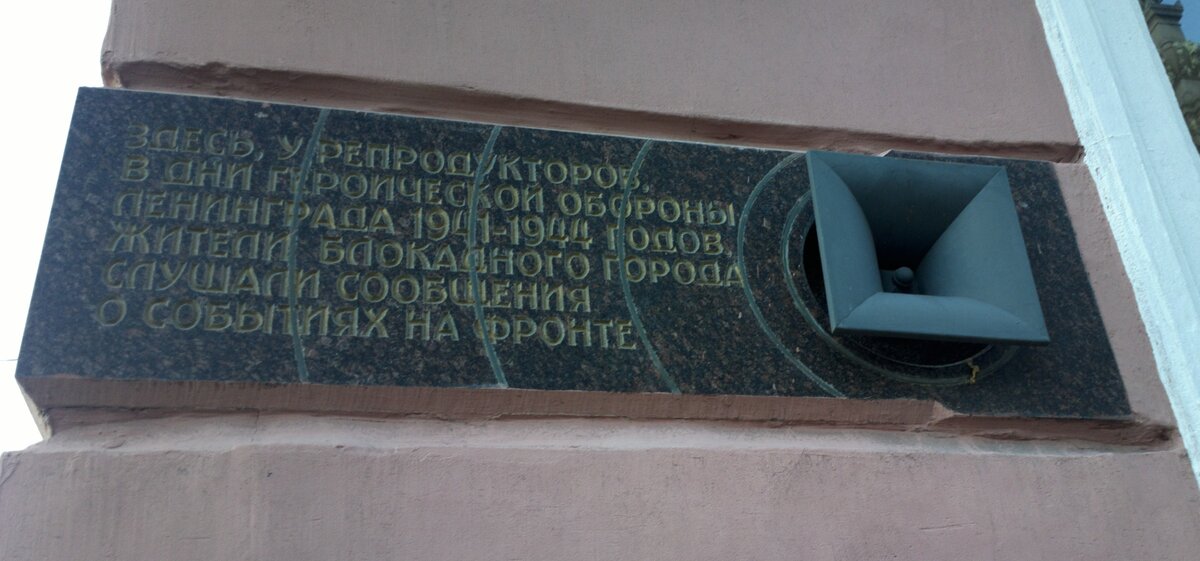 ЗДЕСЬ, У РЕПРОДУКТОРОВ,
В ДНИ ГЕРОИЧЕСКОЙ ОБОРОНЫ
ЛЕНИНГРАДА 1941-1944 ГОДОВ,
ЖИТЕЛИ БЛОКАДНОГО ГОРОДА
СЛУШАЛИ СООБЩЕНИЯ
О СОБЫТИЯХ НА ФРОНТЕ